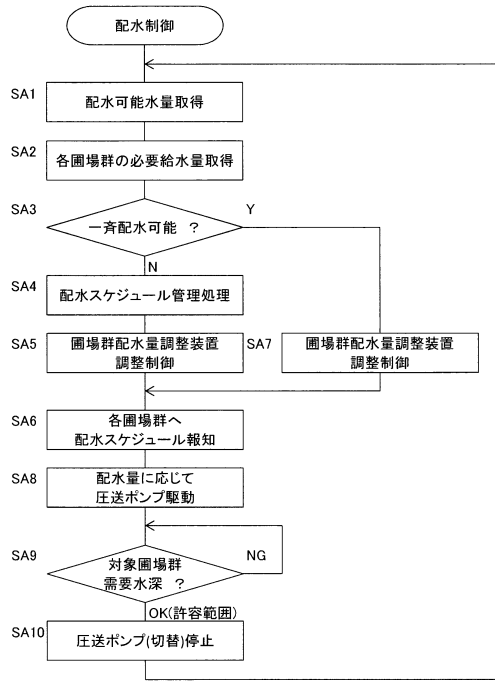 配水制御
SA1
配水可能水量取得
SA2
各圃場群の必要給水量取得
SA3
一斉配水可能 ?
Y
N
SA4
配水スケジュール管理処理
SA5
圃場群配水量調整装置
調整制御
SA7
圃場群配水量調整装置
調整制御
SA6
各圃場群へ
配水スケジュール報知
SA8
配水量に応じて
圧送ポンプ駆動
SA9
対象圃場群
需要水深 ?
NG
OK(許容範囲)
SA10
圧送ポンプ(切替)停止